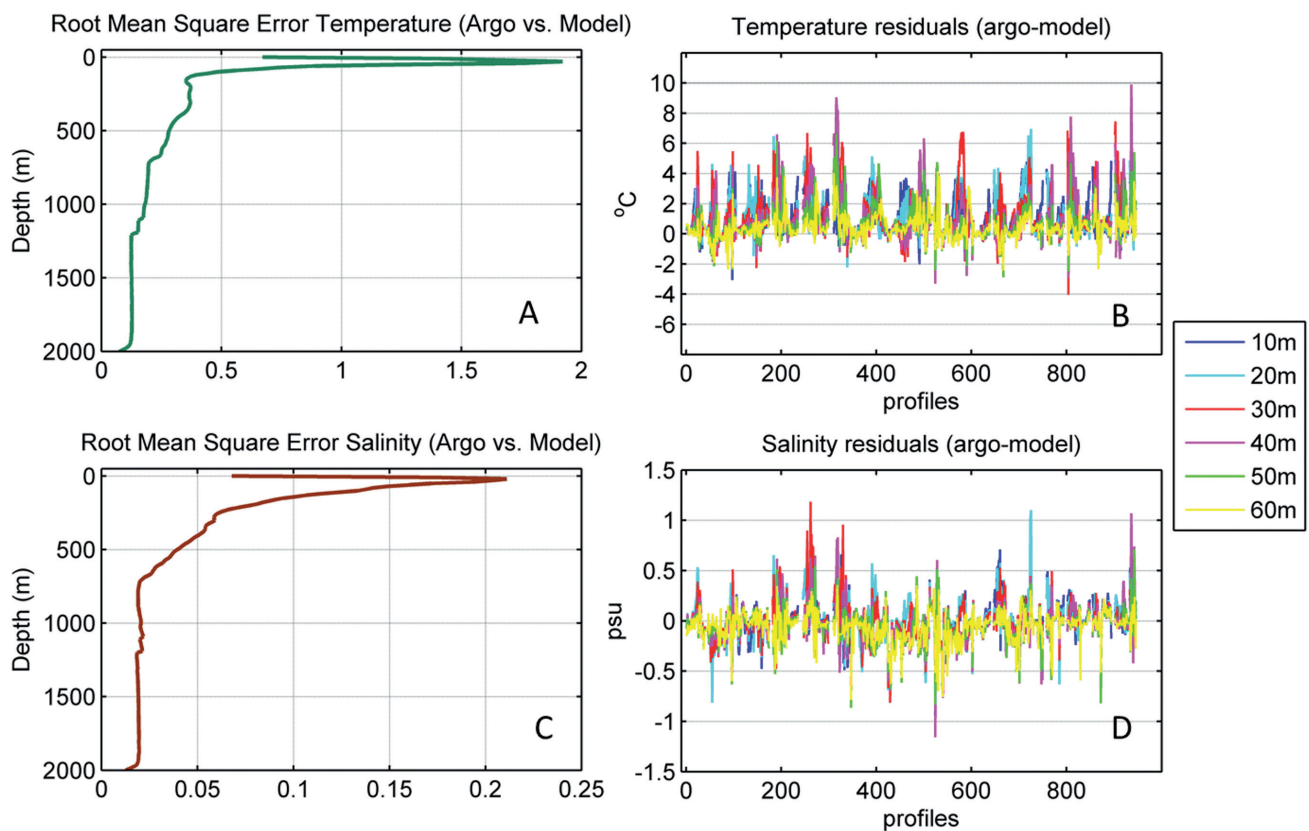 Root Mean Square Error Temperature (Argo vs. Model)
0
500
1000
1500
2000
Depth (m)
0
0.5
1
1.5
2
A
Temperature residuals (argo-model)
10
8
6
4
2
0
-2
-4
-6
ºC
0
200
400
600
800
profiles
B
Root Mean Square Error Salinity (Argo vs. Model)
0
500
1000
1500
2000
Depth (m)
0
0.05
0.1
0.15
0.2
0.25
C
Salinity residuals (argo-model)
1.5
1
0.5
0
-0.5
-1
-1.5
psu
0
200
400
600
800
profiles
D
10m
20m
30m
40m
50m
60m